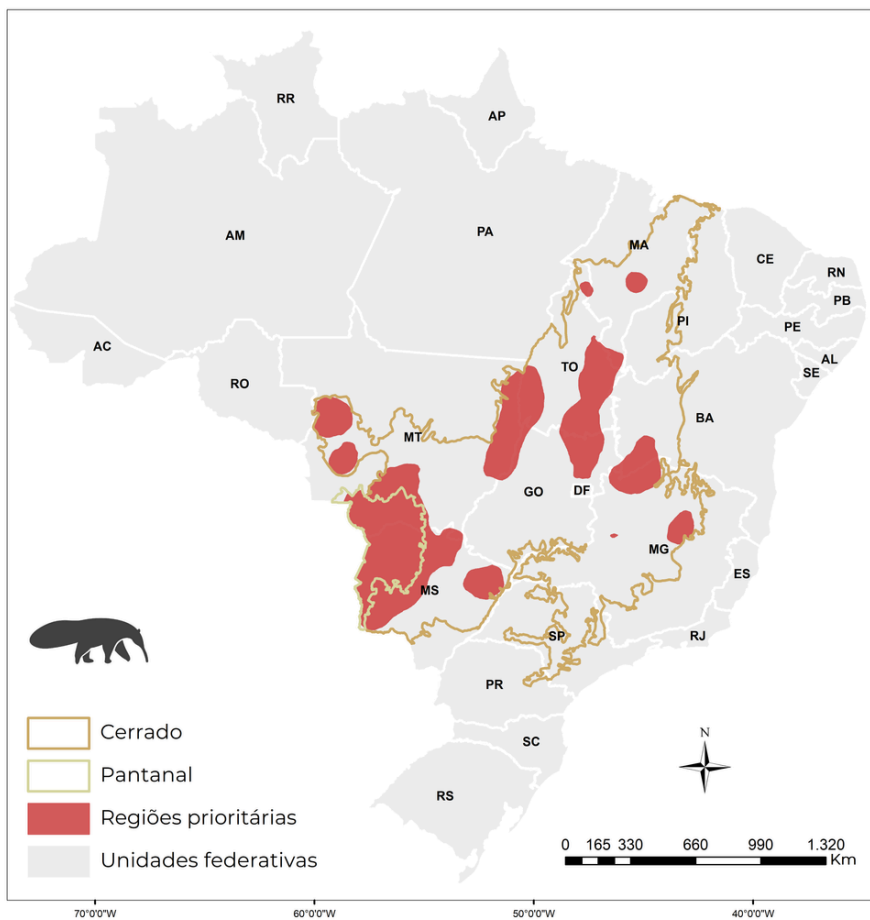 RR
AP
AM
PA
MA
CE
RN
PB
PI
PE
AL
SE
AC
TO
RO
BA
MT
GO
DF
MG
ES
MS
SP
RJ
PR
SC
RS
N
Cerrado
Pantanal
Regiões prioritárias
Unidades federativas
0 165 330 660 990 1.320
Km
70°0'0"W 60°0'0"W 50°0'0"W 40°0'0"W